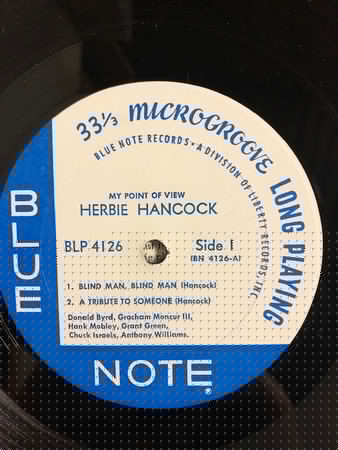 33⅓ MICROGROOVE LONG PLAYING
BLUE NOTE RECORDS • A DIVISION OF LIBERTY RECORDS, INC.
MY POINT OF VIEW
HERBIE HANCOCK
BLP 4126
Side 1
(BN 4126-A)
1. BLIND MAN, BLIND MAN (Hancock)
2. A TRIBUTE TO SOMEONE (Hancock)
Donald Byrd, Gracham Moncur III,
Hank Mobley, Grant Green,
Chuck Israels, Anthony Williams.
BLUE
NOTE